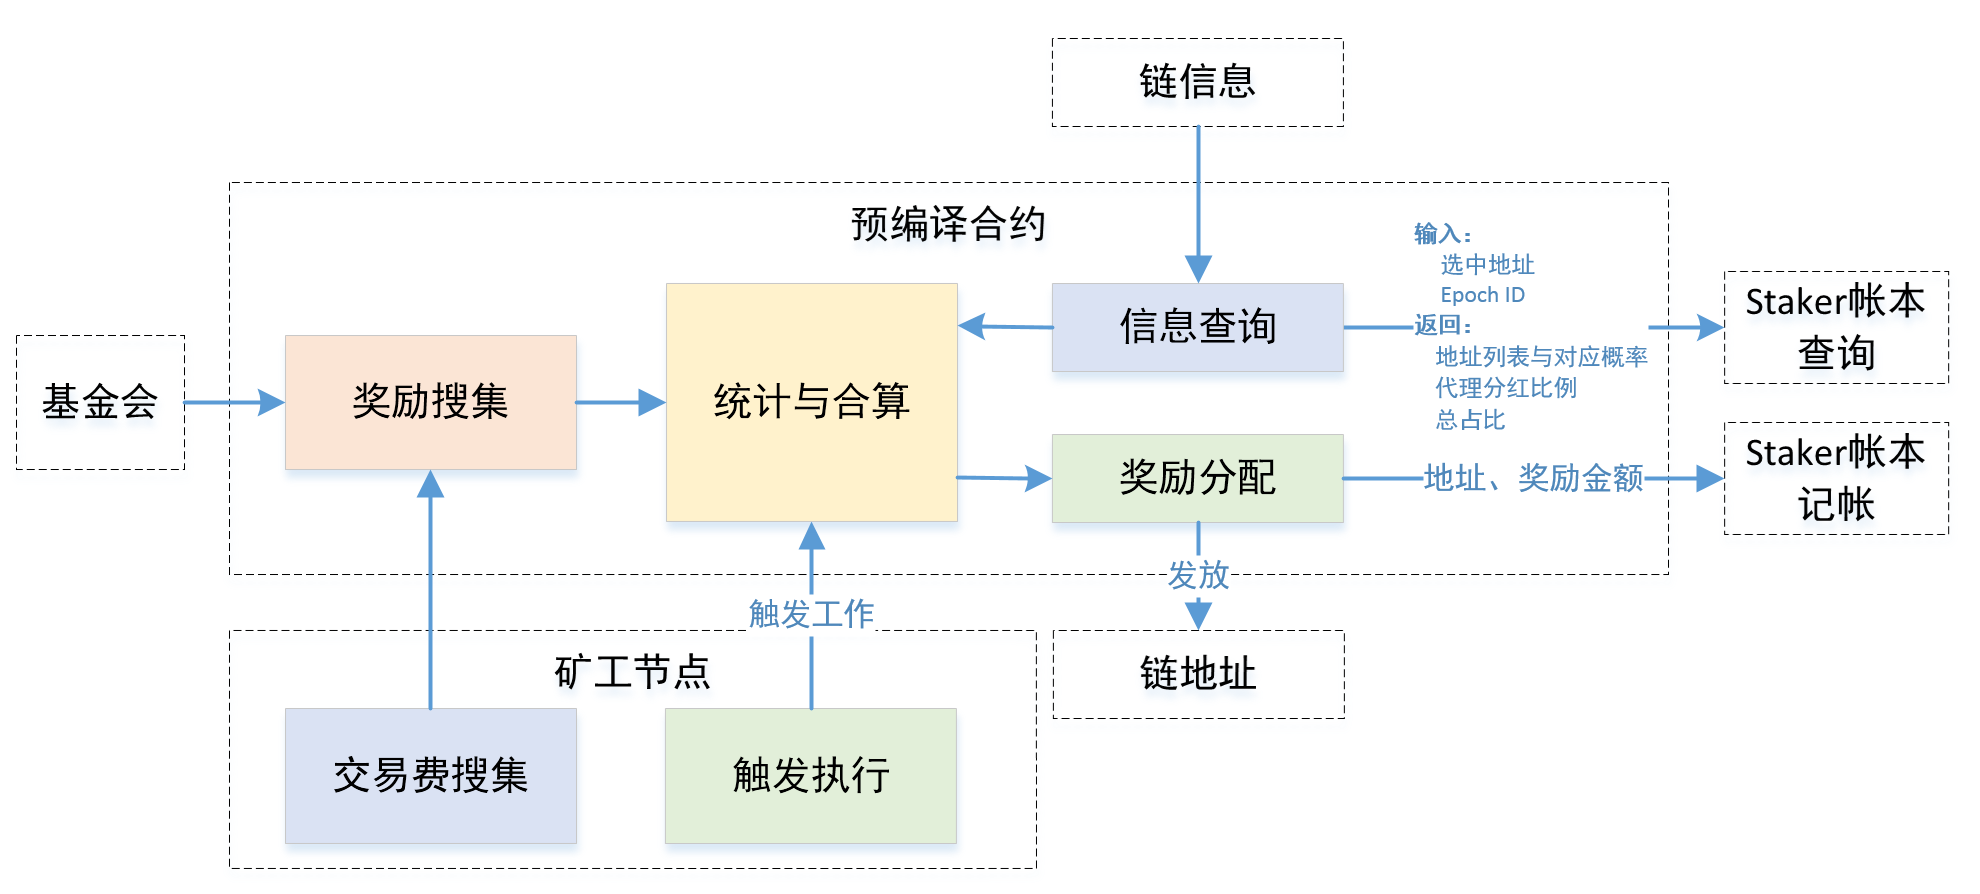 链信息
预编译合约
输入：
选中地址
Epoch ID
返回：
地址列表与对应概率
代理分红比例
总占比
基金会
奖励搜集
统计与合算
信息查询
Staker帐本
查询
奖励分配
地址、奖励金额
Staker帐本
记帐
发放
触发工作
矿工节点
链地址
交易费搜集
触发执行